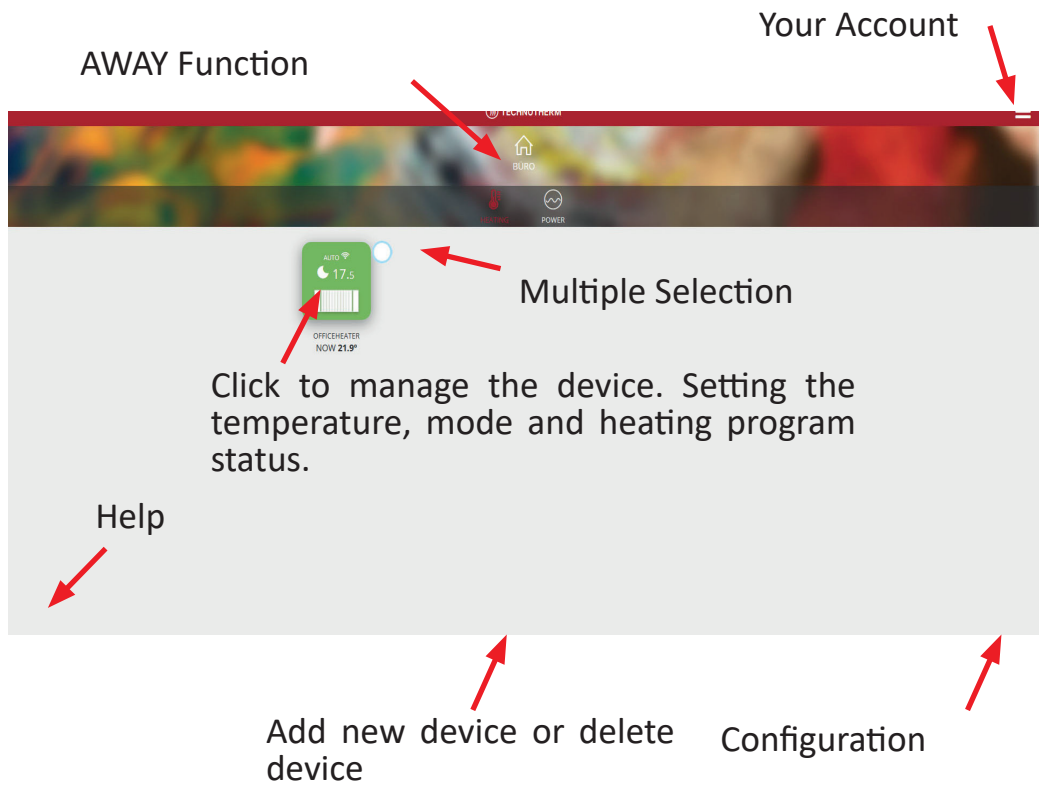 Your Account
AWAY Function
TECHNOTHERM
BÜRO
POWER
AUTO
17.5
Multiple Selection
OFFICEHEATER
NOW 21.9°
Click to manage the device. Setting the
temperature, mode and heating program
status.
Help
Add new device or delete
device
Configuration